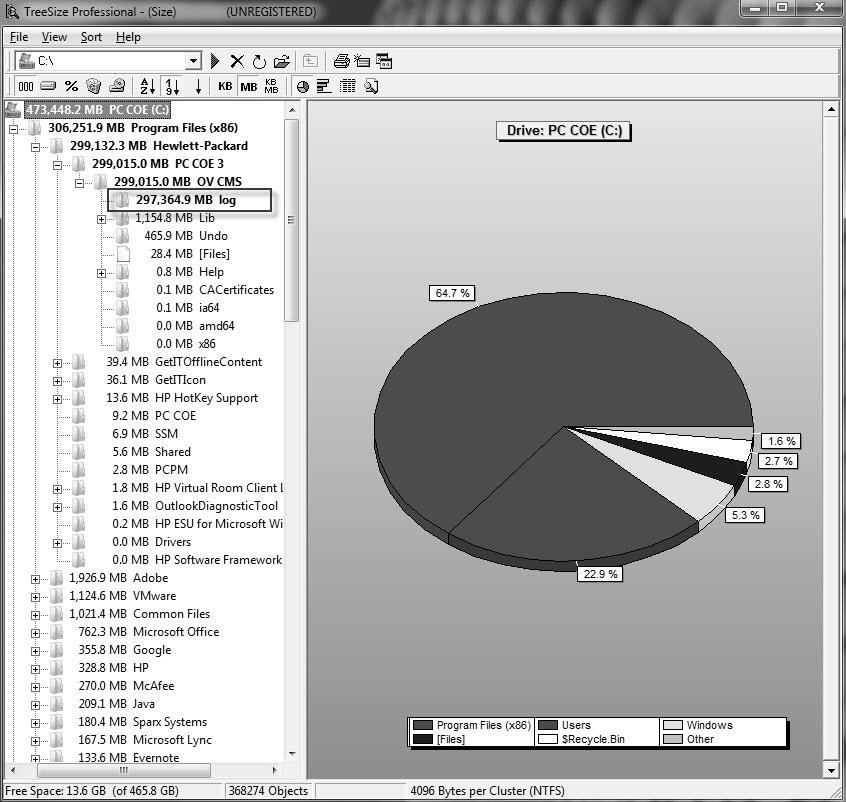 TreeSize Professional - (Size) (UNREGISTERED)
File View Sort Help
C:\
000 % A Z 1 9 KB MB KB MB
473,448.2 MB PC COE (C:)
306,251.9 MB Program Files (x86)
299,132.3 MB Hewlett-Packard
299,015.0 MB PC COE 3
299,015.0 MB OV CMS
297,364.9 MB log
1,154.8 MB Lib
465.9 MB Undo
28.4 MB [Files]
0.8 MB Help
0.1 MB CACertificates
0.1 MB ia64
0.0 MB amd64
0.0 MB x86
39.4 MB GetITOfflineContent
36.1 MB GetITIcon
13.6 MB HP HotKey Support
9.2 MB PC COE
6.9 MB SSM
5.6 MB Shared
2.8 MB PCPM
1.8 MB HP Virtual Room Client L
1.6 MB OutlookDiagnosticTool
0.2 MB HP ESU for Microsoft Wi
0.0 MB Drivers
0.0 MB HP Software Framework
1,926.9 MB Adobe
1,124.6 MB VMware
1,021.4 MB Common Files
762.3 MB Microsoft Office
355.8 MB Google
328.8 MB HP
270.0 MB McAfee
209.1 MB Java
180.4 MB Sparx Systems
167.5 MB Microsoft Lync
133.6 MB Evernote
Drive: PC COE (C:)
64.7 %
1.6 %
2.7 %
2.8 %
5.3 %
22.9 %
Program Files (x86) Users Windows
[Files] $Recycle.Bin Other
Free Space: 13.6 GB (of 465.8 GB) 368274 Objects 4096 Bytes per Cluster (NTFS)